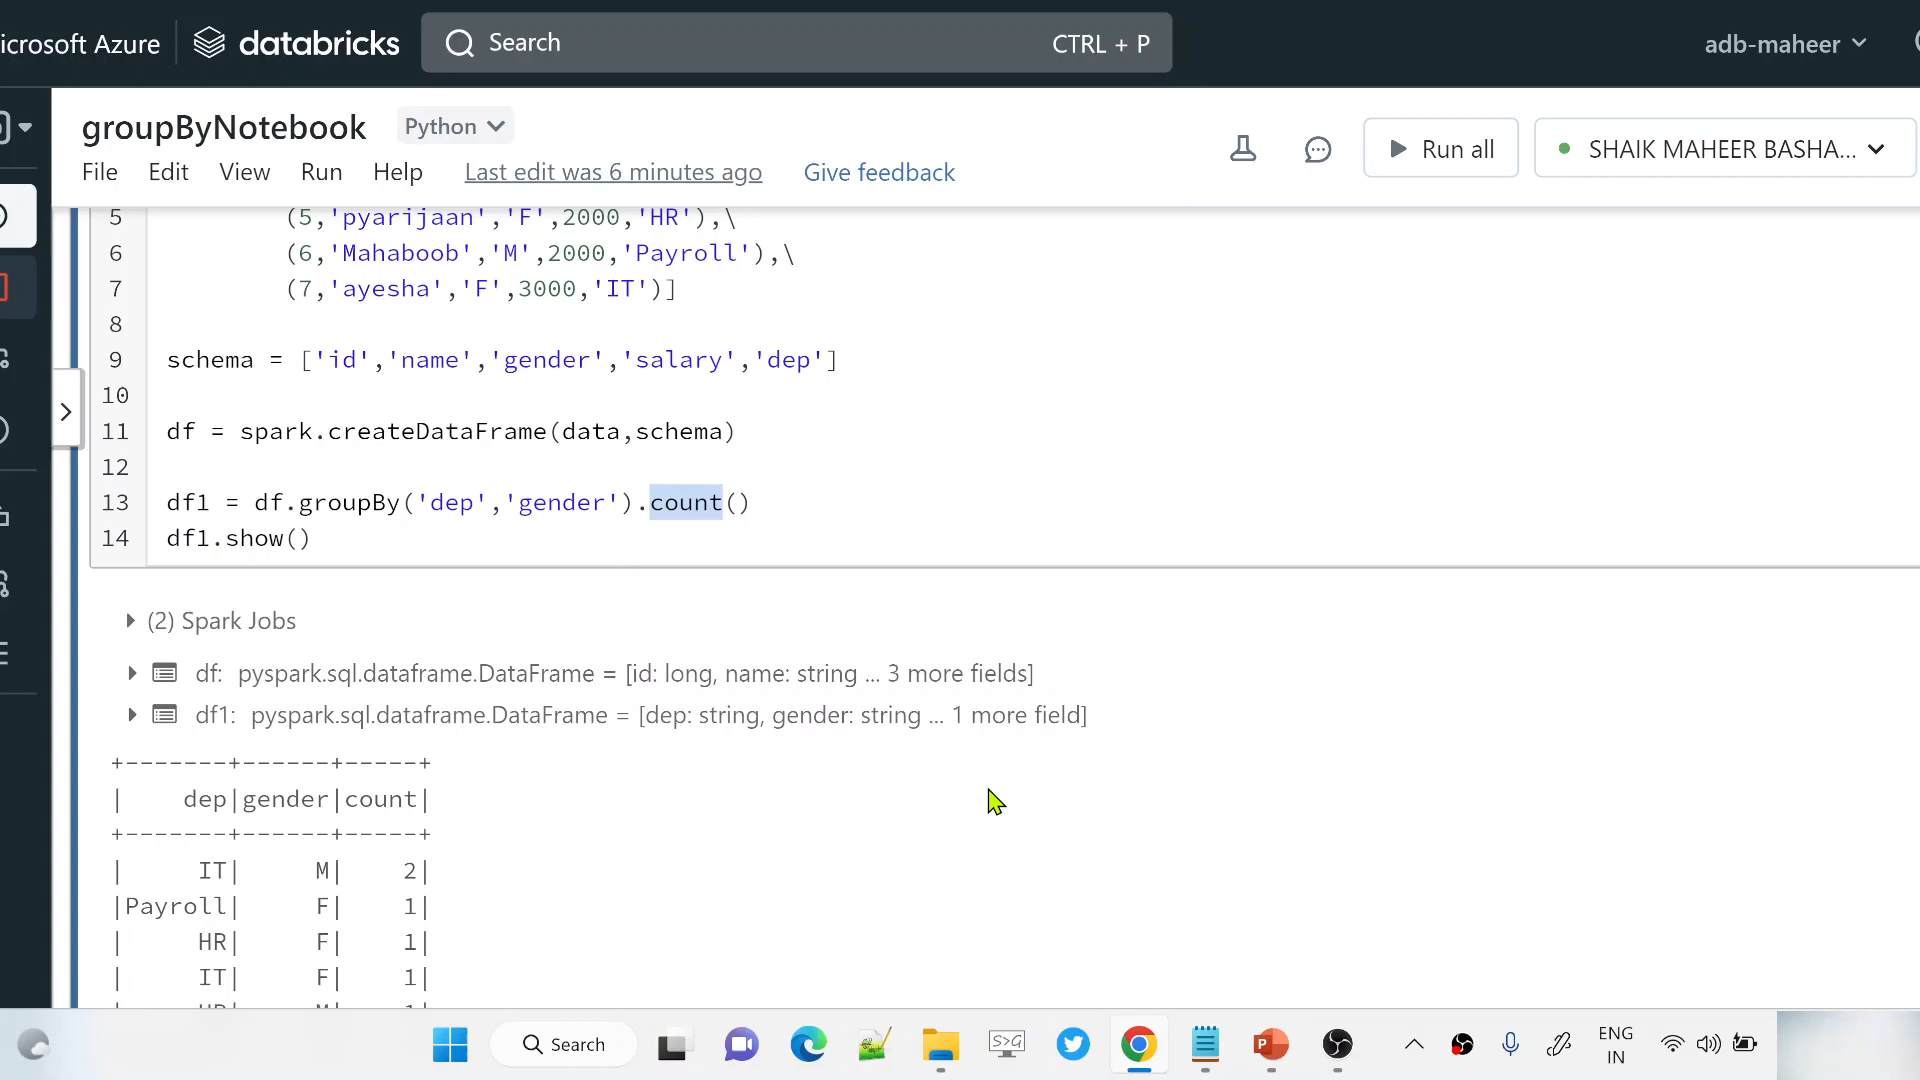 icrosoft Azure databricks Search CTRL + P adb-maheer
groupByNotebook Python
File Edit View Run Help Last edit was 6 minutes ago Give feedback Run all SHAIK MAHEER BASHA...
5 (5,'pyarijaan','F',2000,'HR'),\
6 (6,'Mahaboob','M',2000,'Payroll'),\
7 (7,'ayesha','F',3000,'IT')]
8
9 schema = ['id','name','gender','salary','dep']
10
11 df = spark.createDataFrame(data,schema)
12
13 df1 = df.groupBy('dep','gender').count()
14 df1.show()
(2) Spark Jobs
df: pyspark.sql.dataframe.DataFrame = [id: long, name: string ... 3 more fields]
df1: pyspark.sql.dataframe.DataFrame = [dep: string, gender: string ... 1 more field]
+-------+------+-----+
|    dep|gender|count|
+-------+------+-----+
|     IT|     M|    2|
|Payroll|     F|    1|
|     HR|     F|    1|
|     IT|     F|    1|
Search S>G ENG
IN